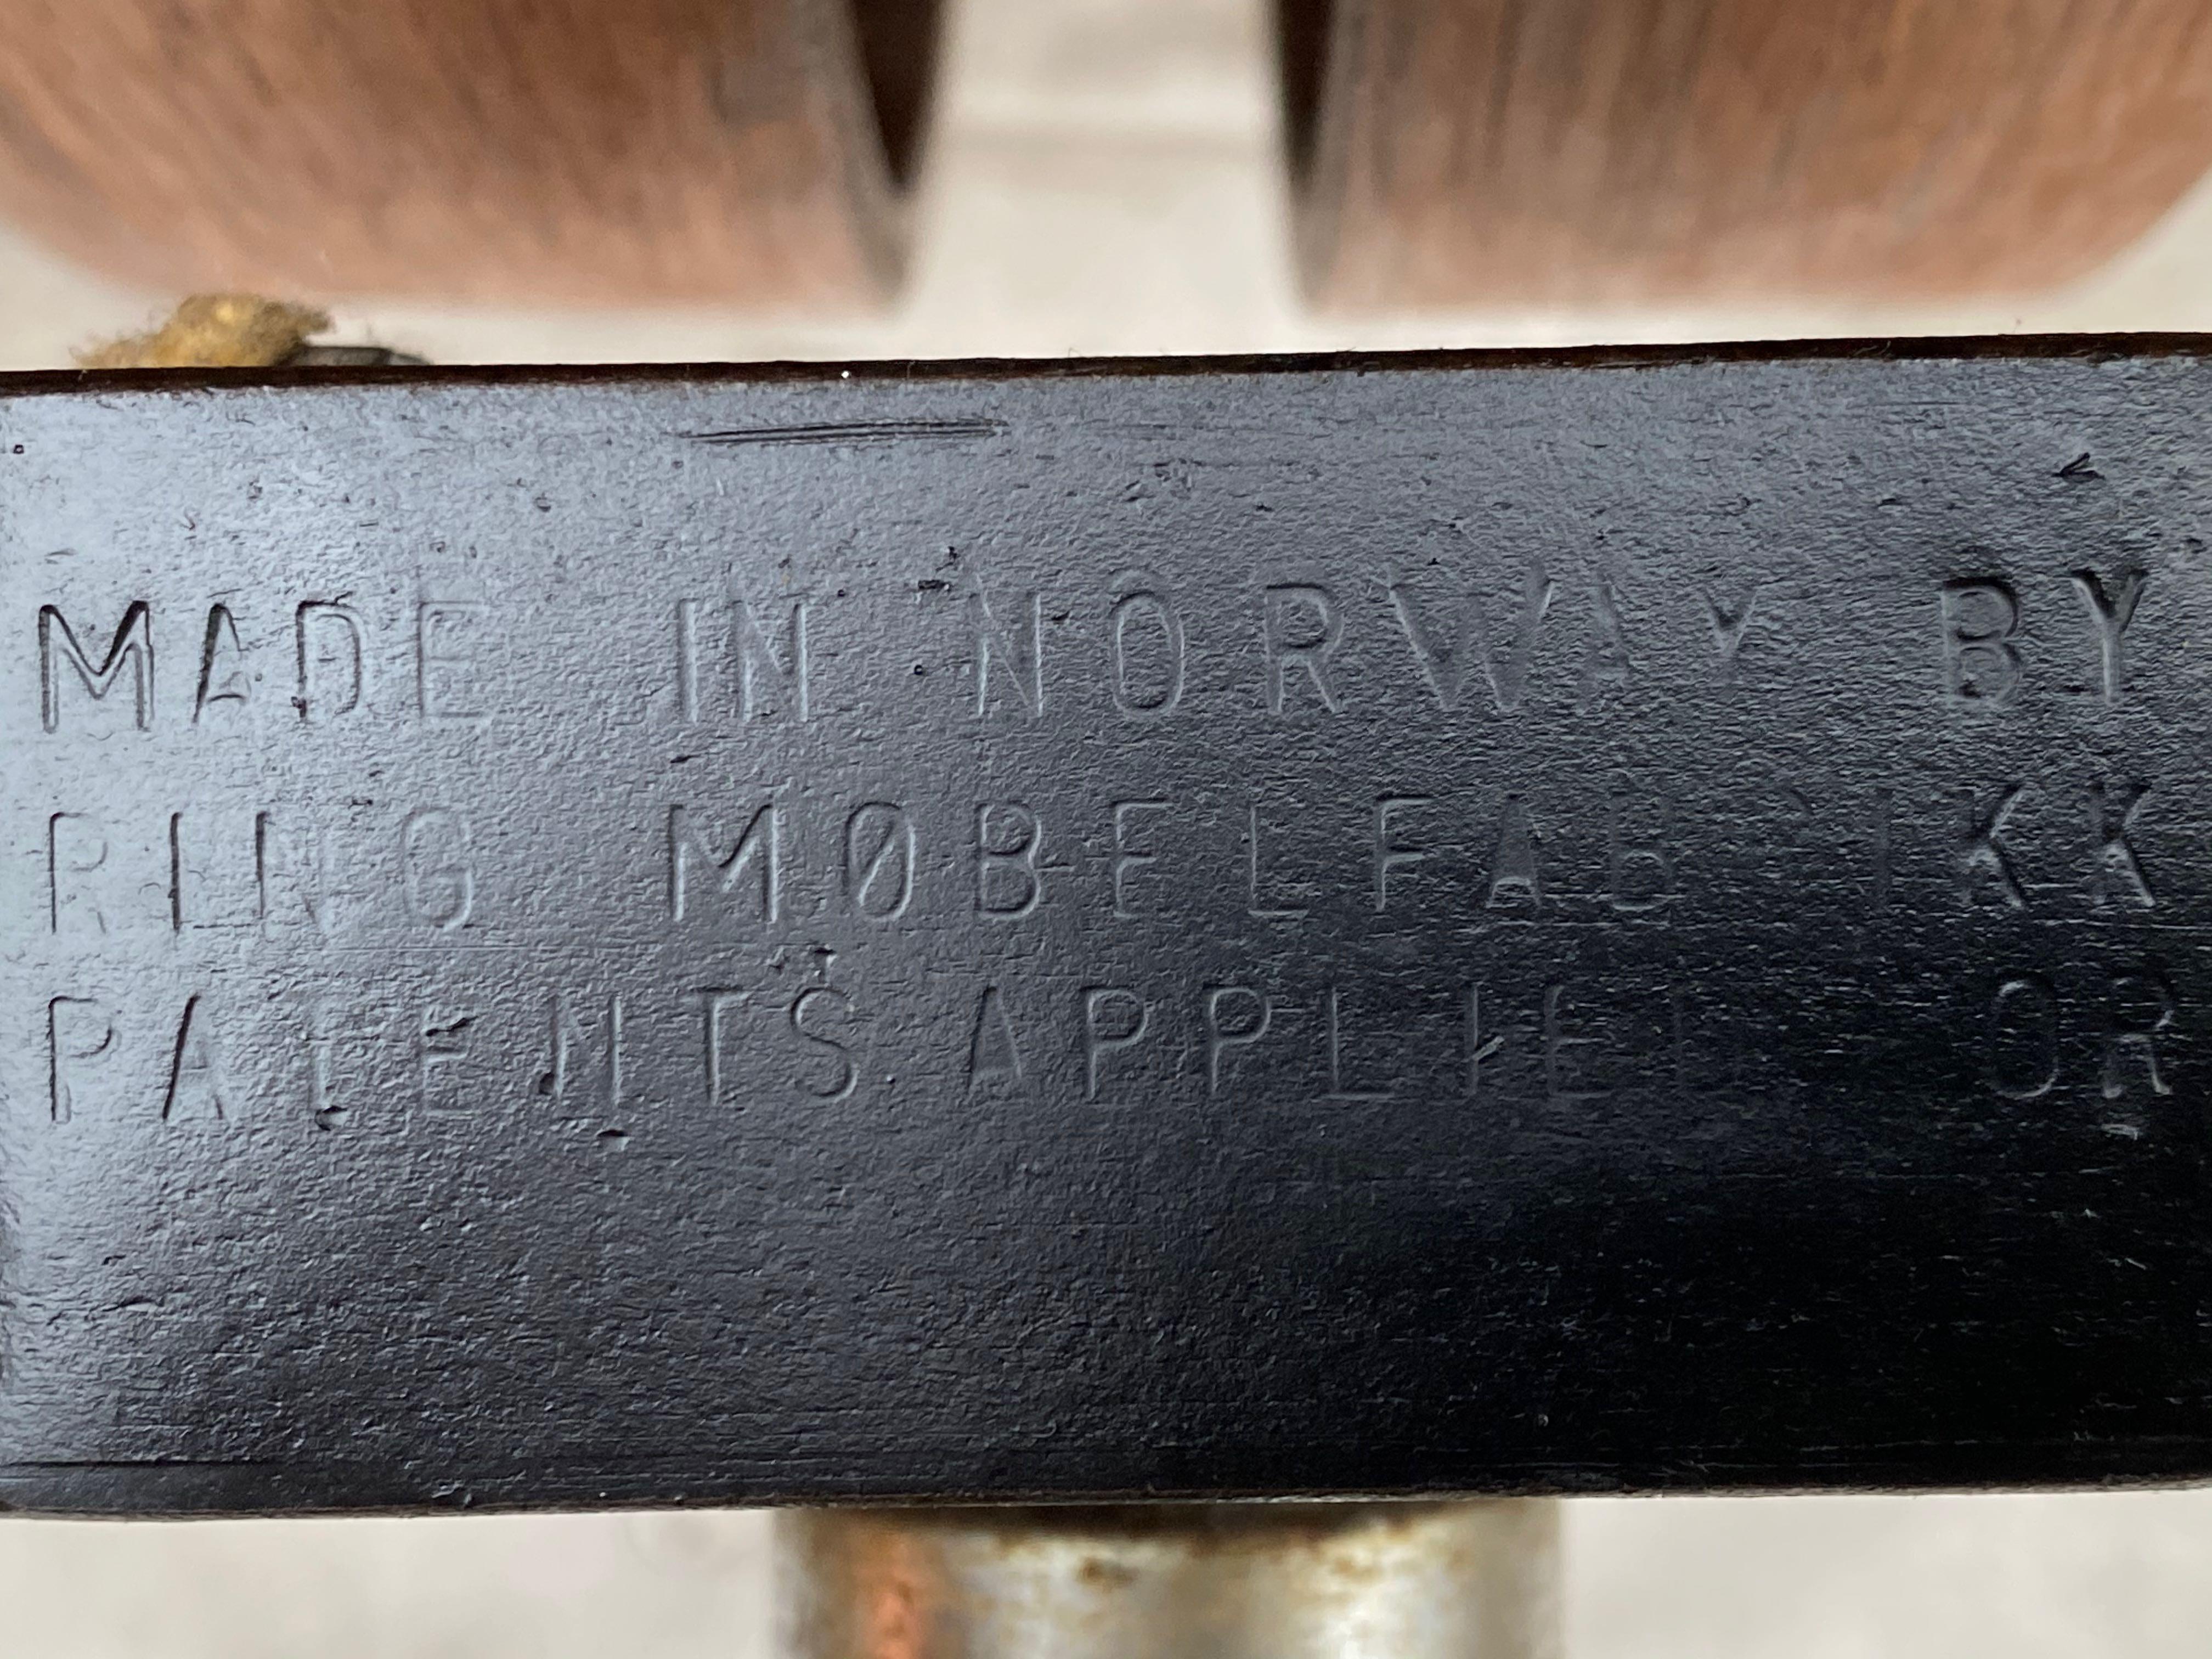 MADE IN NORWAY BY
RING MØBELFABRIKK
PATENTS APPLIED FOR